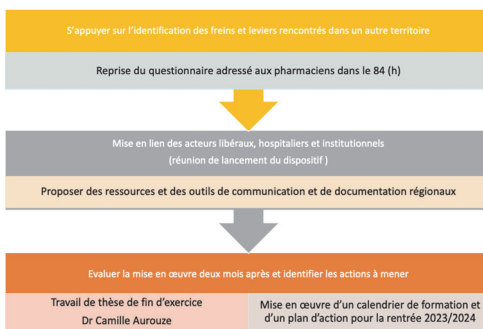 S'appuyer sur l'identification des freins et leviers rencontrés dans un autre territoire
Reprise du questionnaire adressé aux pharmaciens dans le 84 (h)
Mise en lien des acteurs libéraux, hospitaliers et institutionnels
(réunion de lancement du dispositif )
Proposer des ressources et des outils de communication et de documentation régionaux
Evaluer la mise en œuvre deux mois après et identifier les actions à mener
Travail de thèse de fin d'exercice
Dr Camille Aurouze
Mise en œuvre d'un calendrier de formation et
d'un plan d'action pour la rentrée 2023/2024